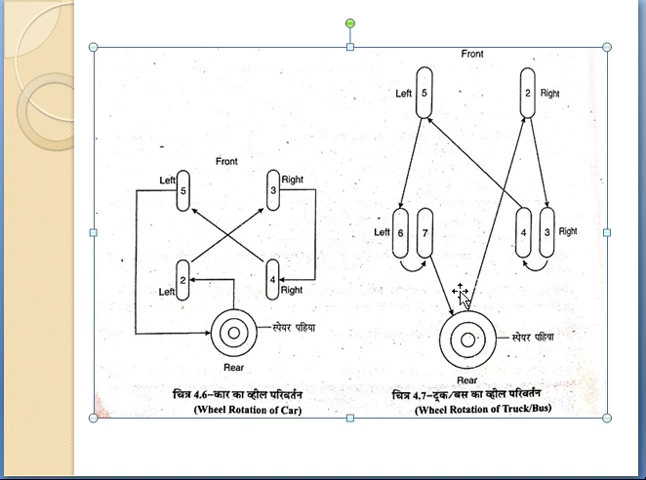 Front
Left
5
Right
3
2
Left
4
Right
स्पेयर पहिया
Rear
चित्र 4.6–कार का व्हील परिवर्तन
(Wheel Rotation of Car)
Front
Left
5
2
Right
Left
6
7
4
3
Right
स्पेयर पहिया
Rear
चित्र 4.7–ट्रक/बस का व्हील परिवर्तन
(Wheel Rotation of Truck/Bus)